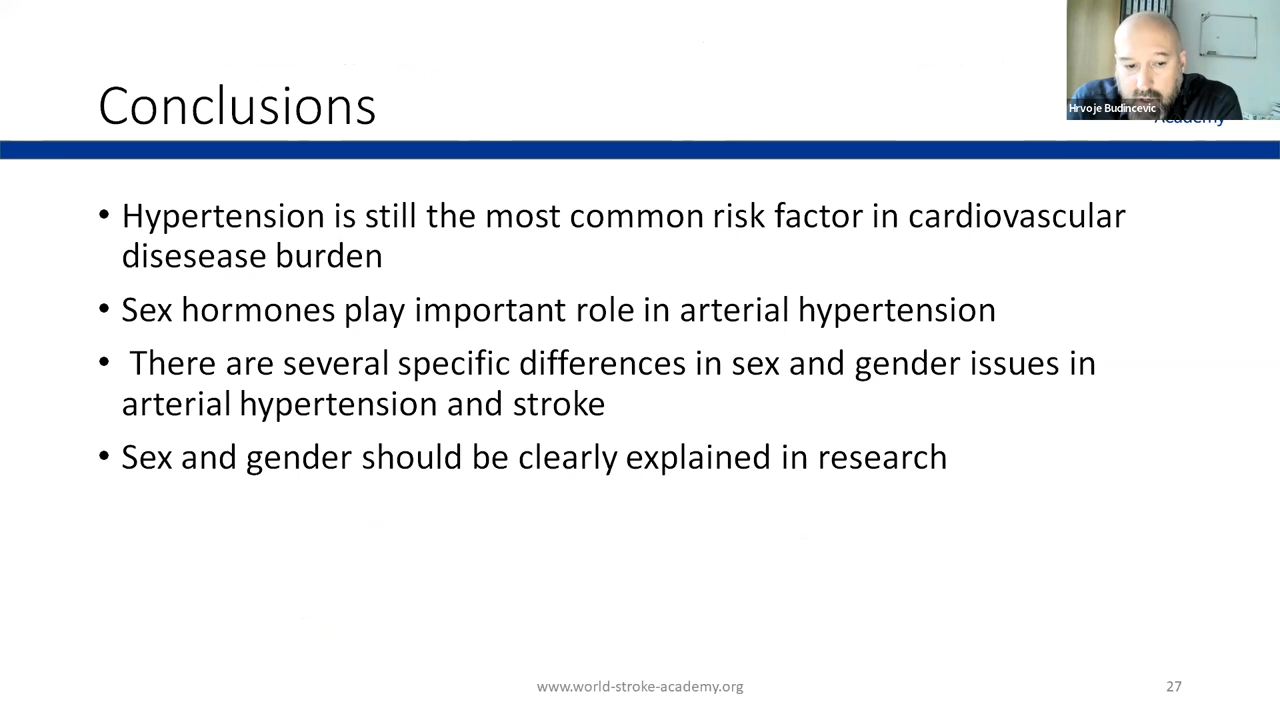 Conclusions
Hrvoje Budincevic
Academy
• Hypertension is still the most common risk factor in cardiovascular
disesease burden
• Sex hormones play important role in arterial hypertension
• There are several specific differences in sex and gender issues in
arterial hypertension and stroke
• Sex and gender should be clearly explained in research
www.world-stroke-academy.org
27